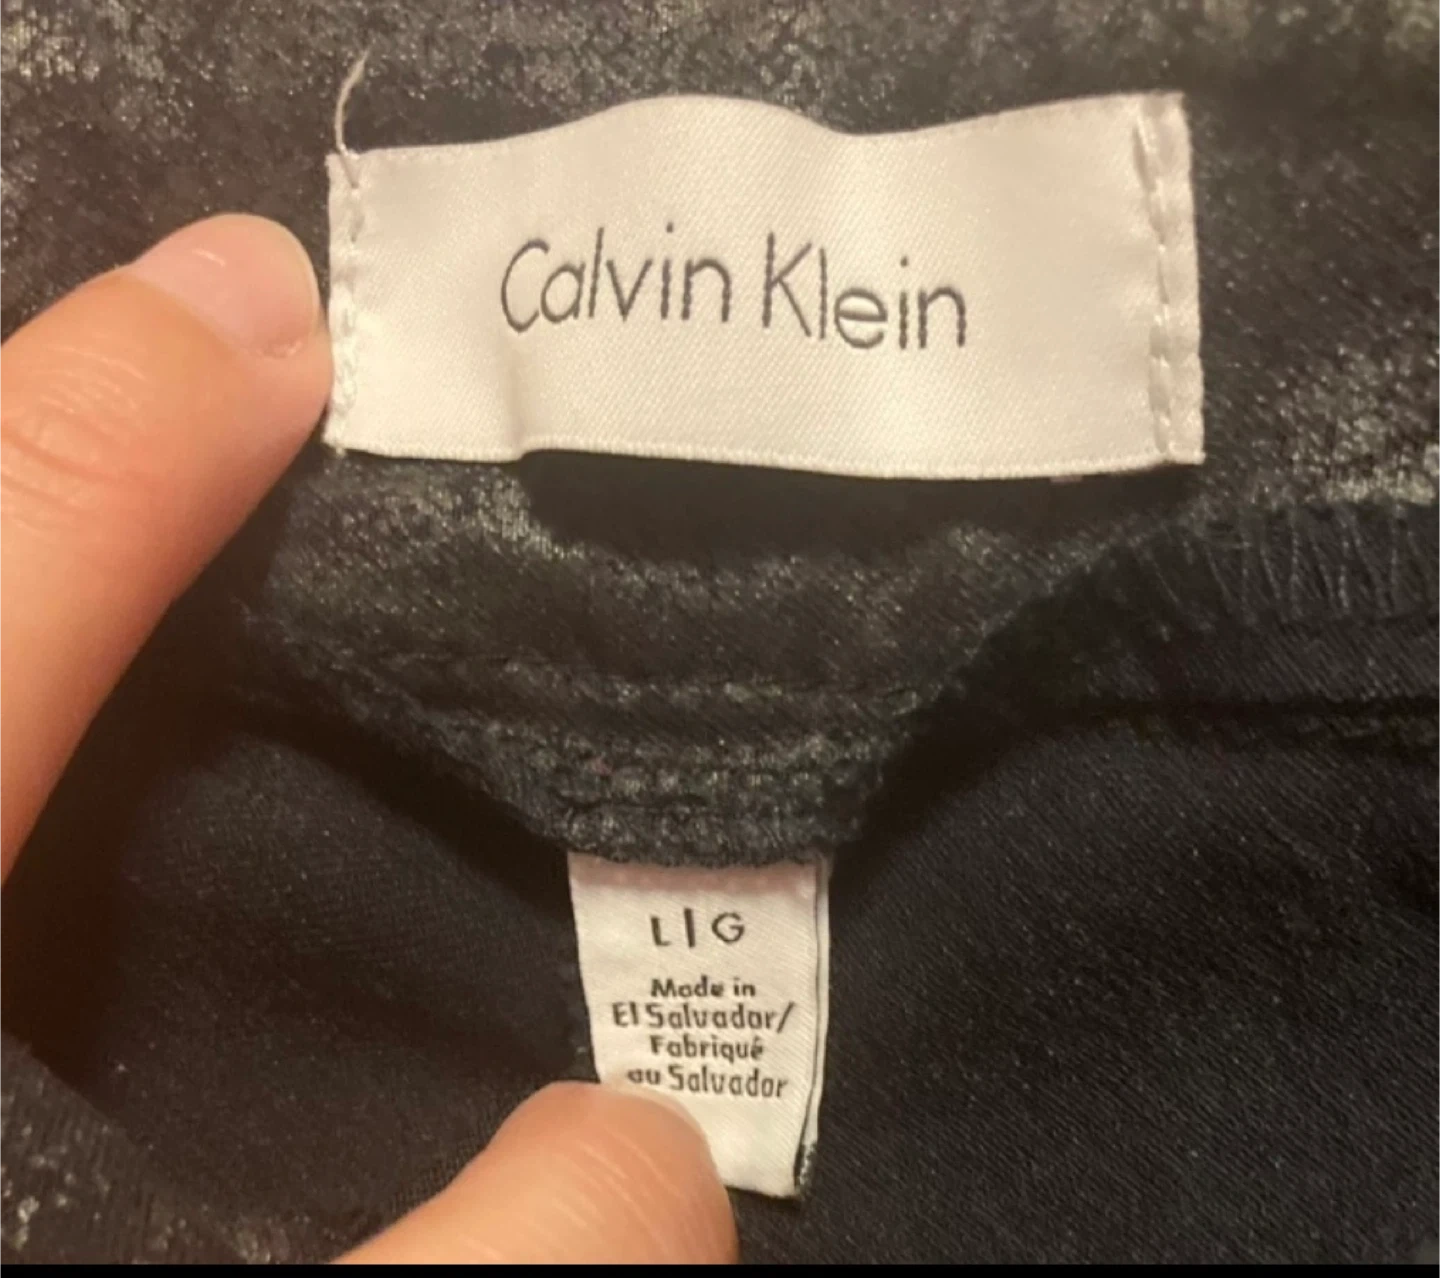 Calvin Klein
L|G
Made in
El Salvador/
Fabriqué
au Salvador